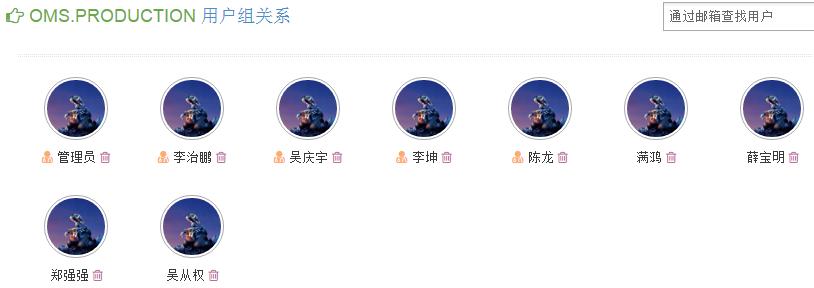 OMS.PRODUCTION 用户组关系
通过邮箱查找用户
管理员 李治鹏 吴庆宇 李坤 陈龙 满鸿 薛宝明
郑强强 吴从权